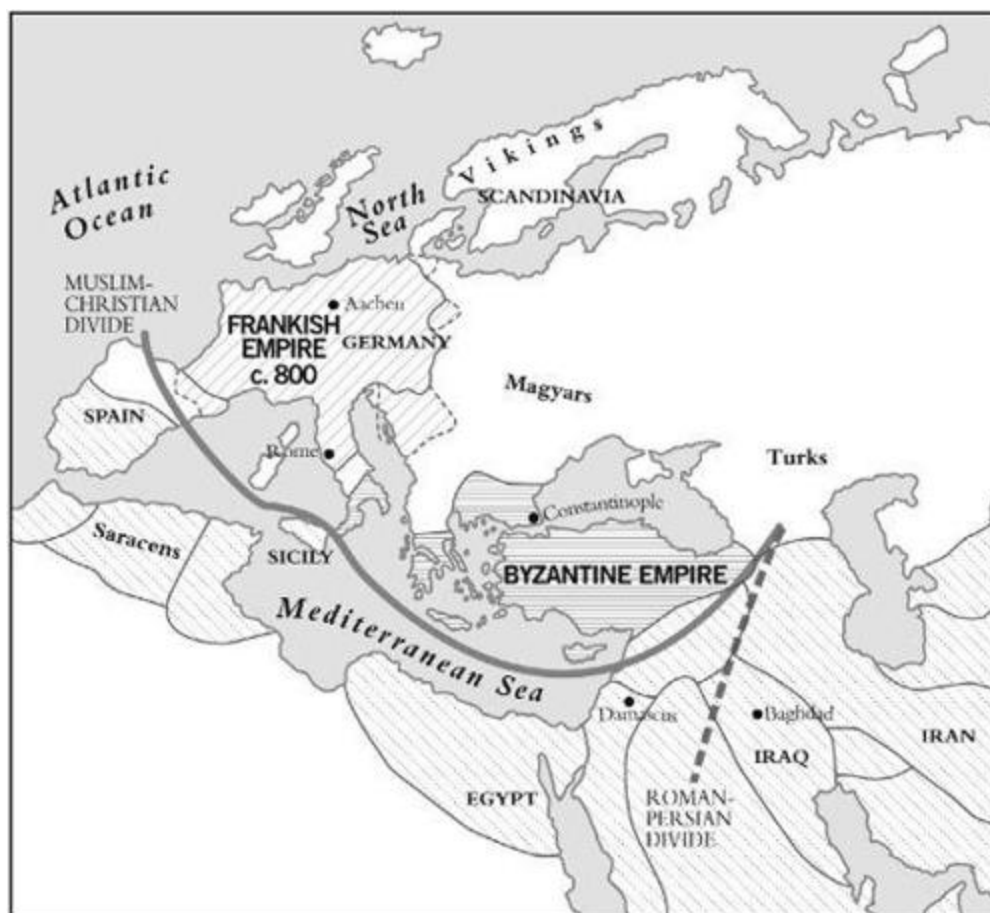 Vikings
SCANDINAVIA
Atlantic
Ocean
North
Sea
MUSLIM-
CHRISTIAN
DIVIDE
Aachen
FRANKISH
EMPIRE
c. 800
GERMANY
Magyars
SPAIN
Rome
Turks
Constantinople
Saracens
SICILY
BYZANTINE EMPIRE
Mediterranean Sea
Damascus
Baghdad
IRAN
IRAQ
EGYPT
ROMAN-
PERSIAN
DIVIDE